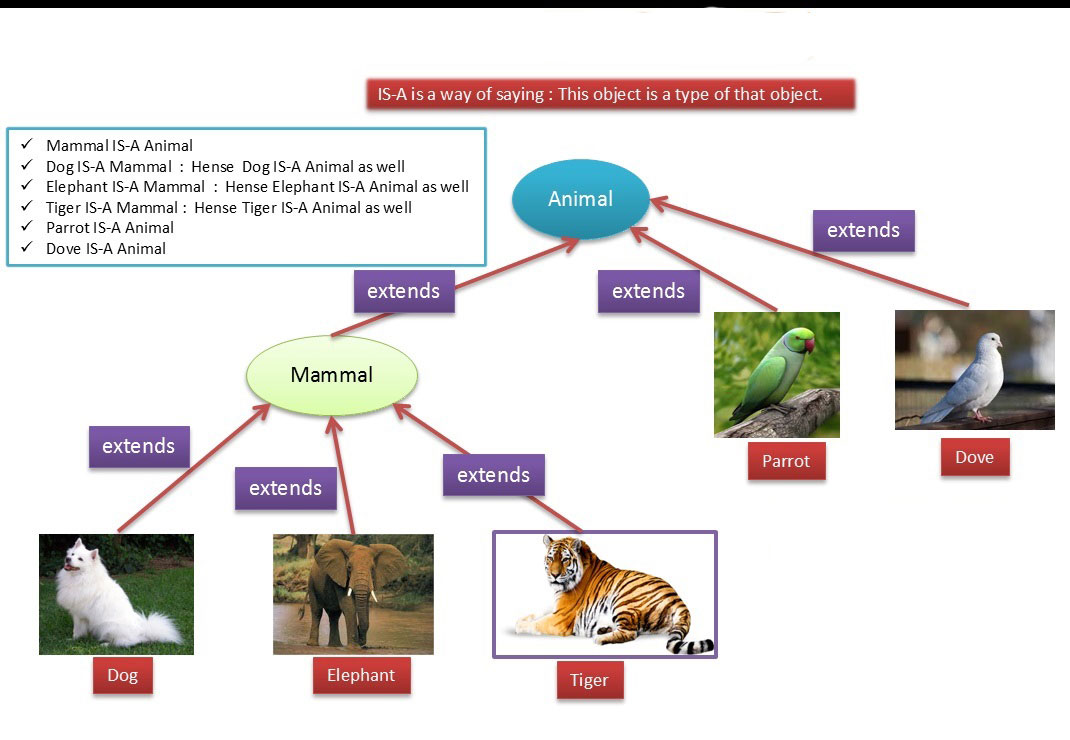 IS-A is a way of saying : This object is a type of that object.
✓ Mammal IS-A Animal
✓ Dog IS-A Mammal : Hense Dog IS-A Animal as well
✓ Elephant IS-A Mammal : Hense Elephant IS-A Animal as well
✓ Tiger IS-A Mammal : Hense Tiger IS-A Animal as well
✓ Parrot IS-A Animal
✓ Dove IS-A Animal
Animal
extends
extends
extends
Mammal
extends
extends
extends
Parrot
Dove
Dog
Elephant
Tiger